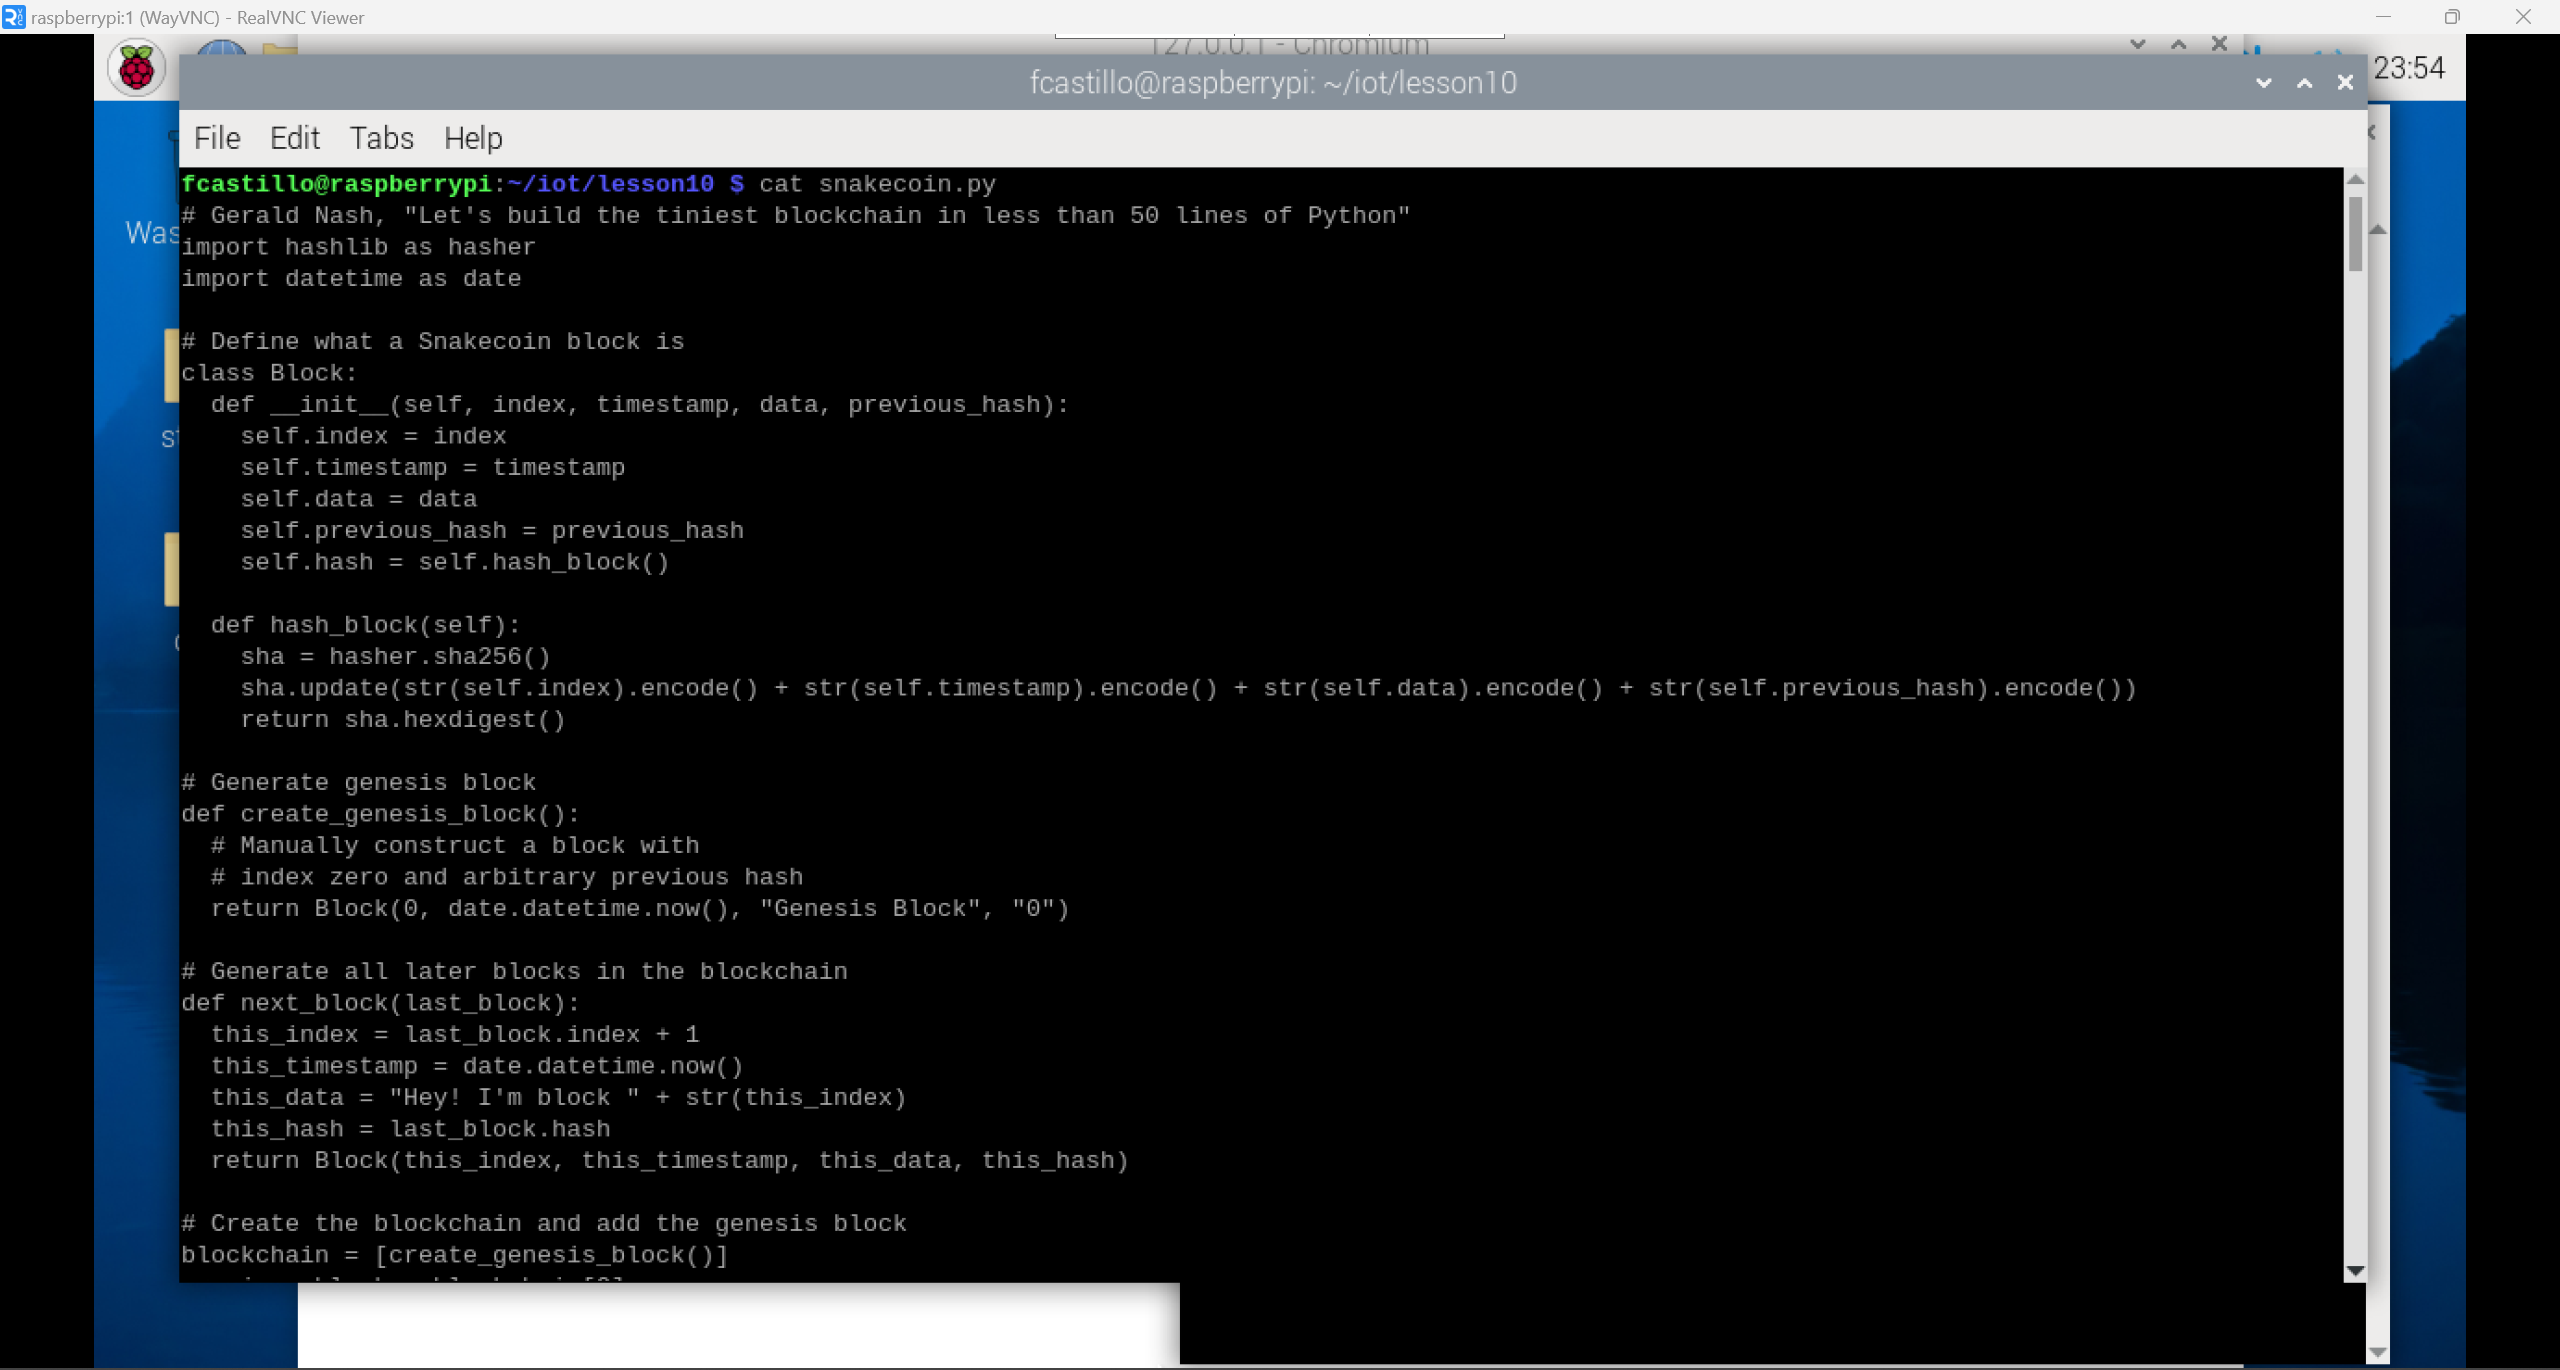 raspberrypi:1 (WayVNC) - RealVNC Viewer
127.0.0.1 - Chromium
23:54
fcastillo@raspberrypi: ~/iot/lesson10
File Edit Tabs Help
Was
fcastillo@raspberrypi:~/iot/lesson10 $ cat snakecoin.py
# Gerald Nash, "Let's build the tiniest blockchain in less than 50 lines of Python"
import hashlib as hasher
import datetime as date
# Define what a Snakecoin block is
class Block:
  def __init__(self, index, timestamp, data, previous_hash):
    self.index = index
    self.timestamp = timestamp
    self.data = data
    self.previous_hash = previous_hash
    self.hash = self.hash_block()
  def hash_block(self):
    sha = hasher.sha256()
    sha.update(str(self.index).encode() + str(self.timestamp).encode() + str(self.data).encode() + str(self.previous_hash).encode())
    return sha.hexdigest()
# Generate genesis block
def create_genesis_block():
  # Manually construct a block with
  # index zero and arbitrary previous hash
  return Block(0, date.datetime.now(), "Genesis Block", "0")
# Generate all later blocks in the blockchain
def next_block(last_block):
  this_index = last_block.index + 1
  this_timestamp = date.datetime.now()
  this_data = "Hey! I'm block " + str(this_index)
  this_hash = last_block.hash
  return Block(this_index, this_timestamp, this_data, this_hash)
# Create the blockchain and add the genesis block
blockchain = [create_genesis_block()]